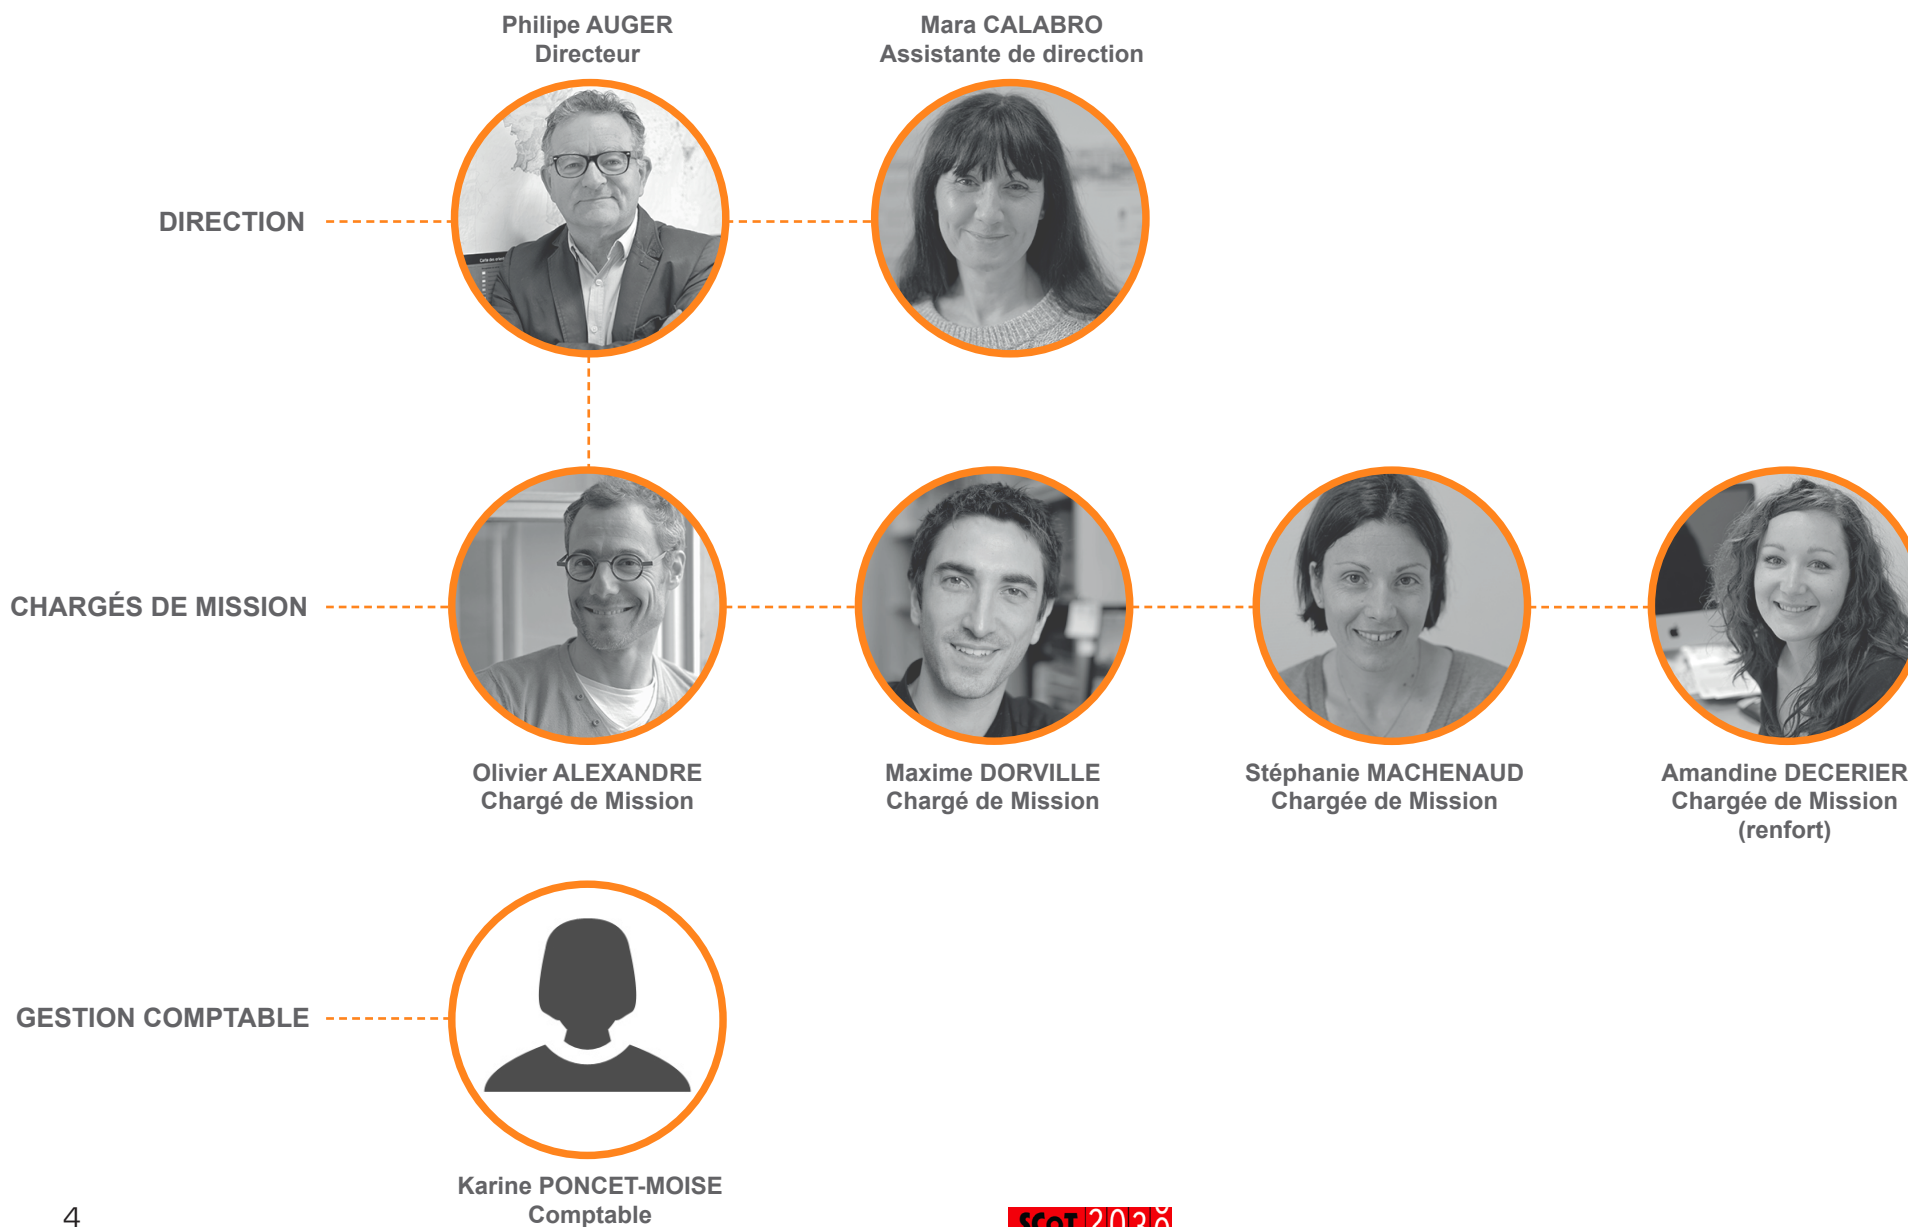 Philipe AUGER
Directeur
Mara CALABRO
Assistante de direction
DIRECTION
CHARGÉS DE MISSION
Olivier ALEXANDRE
Chargé de Mission
Maxime DORVILLE
Chargé de Mission
Stéphanie MACHENAUD
Chargée de Mission
Amandine DECERIER
Chargée de Mission
(renfort)
GESTION COMPTABLE
Karine PONCET-MOISE
Comptable
4
SCOT 203